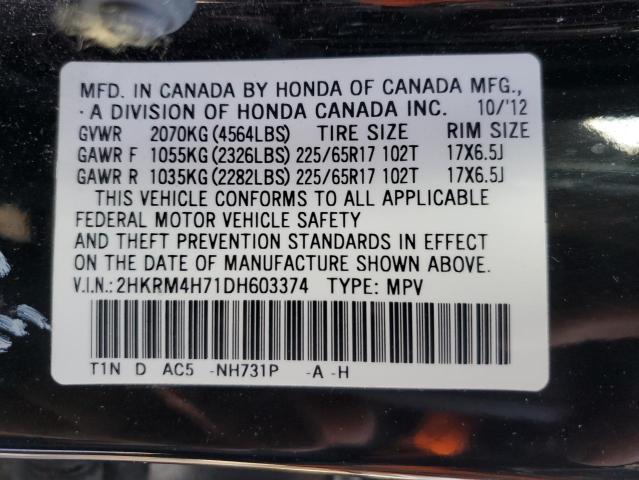 MFD. IN CANADA BY HONDA OF CANADA MFG.,
· A DIVISION OF HONDA CANADA INC. 10/'12
GVWR 2070KG (4564LBS) TIRE SIZE RIM SIZE
GAWR F 1055KG (2326LBS) 225/65R17 102T 17X6.5J
GAWR R 1035KG (2282LBS) 225/65R17 102T 17X6.5J
THIS VEHICLE CONFORMS TO ALL APPLICABLE
FEDERAL MOTOR VEHICLE SAFETY
AND THEFT PREVENTION STANDARDS IN EFFECT
ON THE DATE OF MANUFACTURE SHOWN ABOVE.
V.I.N.: 2HKRM4H71DH603374 TYPE: MPV
T1N D AC5 -NH731P -A -H